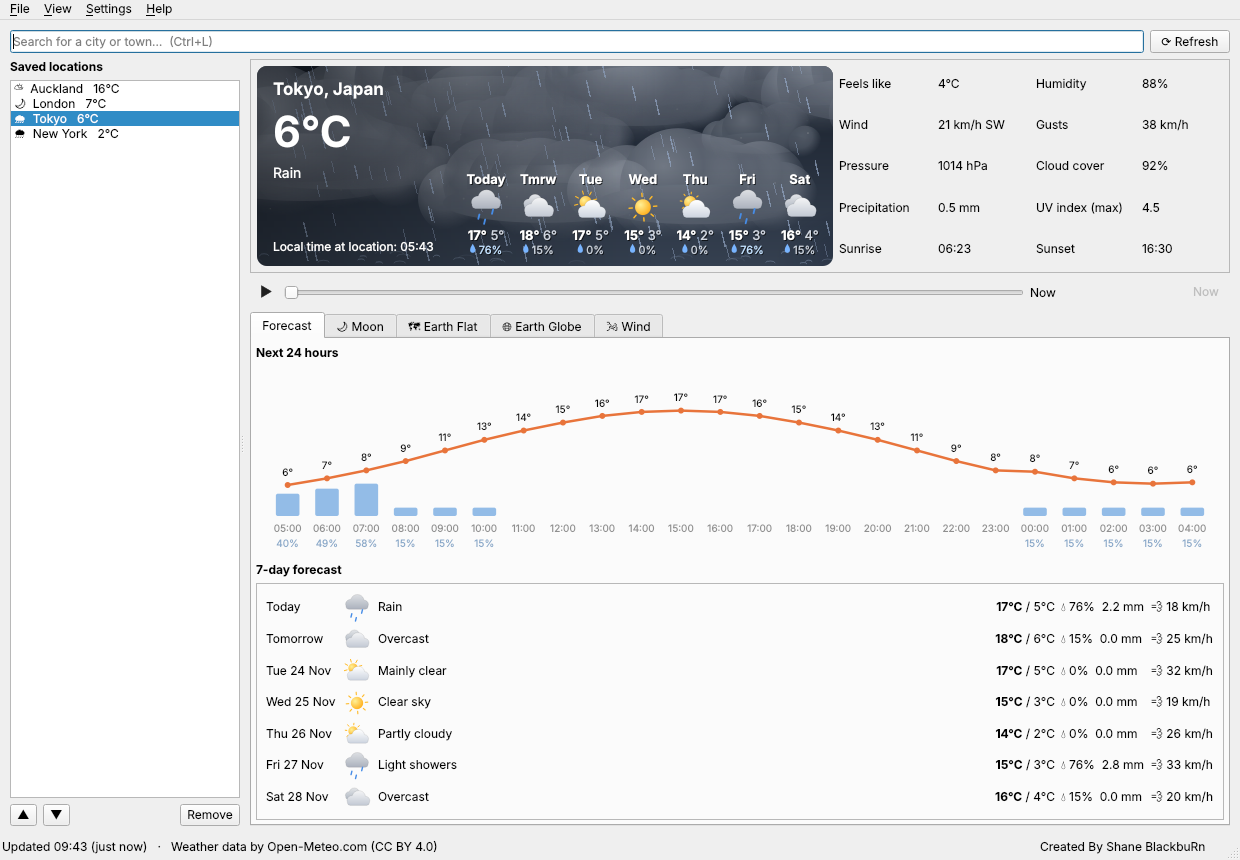 File View Settings Help
Search for a city or town... (Ctrl+L)
⟳ Refresh
Saved locations
Auckland 16°C
London 7°C
Tokyo 6°C
New York 2°C
▲ ▼ Remove
Tokyo, Japan
6°C
Rain
Local time at location: 05:43
Today Tmrw Tue Wed Thu Fri Sat
17° 5° 18° 6° 17° 5° 15° 3° 14° 2° 15° 3° 16° 4°
76% 15% 0% 0% 0% 76% 15%
Feels like 4°C Humidity 88%
Wind 21 km/h SW Gusts 38 km/h
Pressure 1014 hPa Cloud cover 92%
Precipitation 0.5 mm UV index (max) 4.5
Sunrise 06:23 Sunset 16:30
Now Now
Forecast Moon Earth Flat Earth Globe Wind
Next 24 hours
6° 7° 8° 9° 11° 13° 14° 15° 16° 17° 17° 17° 16° 15° 14° 13° 11° 9° 8° 8° 7° 6° 6° 6°
05:00 06:00 07:00 08:00 09:00 10:00 11:00 12:00 13:00 14:00 15:00 16:00 17:00 18:00 19:00 20:00 21:00 22:00 23:00 00:00 01:00 02:00 03:00 04:00
40% 49% 58% 15% 15% 15% 15% 15% 15% 15% 15%
7-day forecast
Today Rain 17°C / 5°C 76% 2.2 mm 18 km/h
Tomorrow Overcast 18°C / 6°C 15% 0.0 mm 25 km/h
Tue 24 Nov Mainly clear 17°C / 5°C 0% 0.0 mm 32 km/h
Wed 25 Nov Clear sky 15°C / 3°C 0% 0.0 mm 19 km/h
Thu 26 Nov Partly cloudy 14°C / 2°C 0% 0.0 mm 26 km/h
Fri 27 Nov Light showers 15°C / 3°C 76% 2.8 mm 33 km/h
Sat 28 Nov Overcast 16°C / 4°C 15% 0.0 mm 20 km/h
Updated 09:43 (just now) · Weather data by Open-Meteo.com (CC BY 4.0)
Created By Shane BlackbuRn